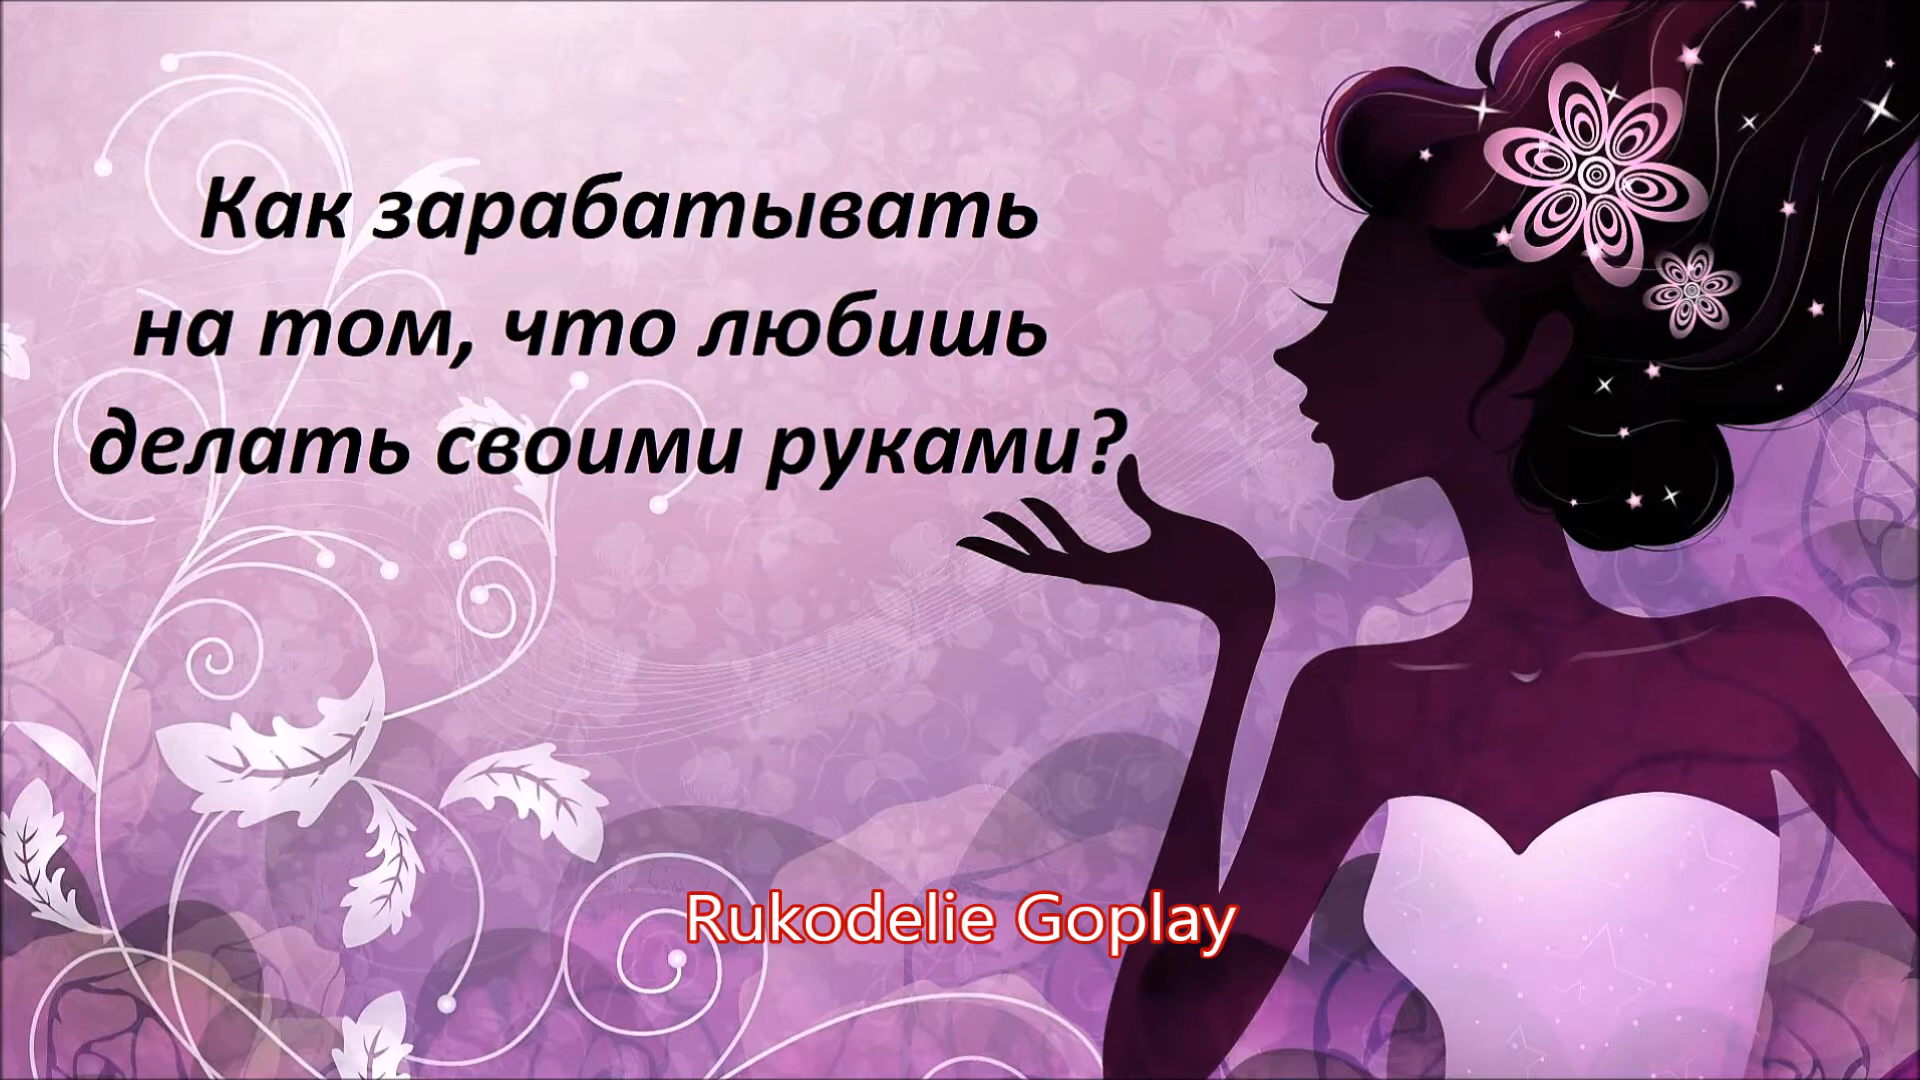 Как зарабатывать
на том, что любишь
делать своими руками?
Rukodelie Goplay